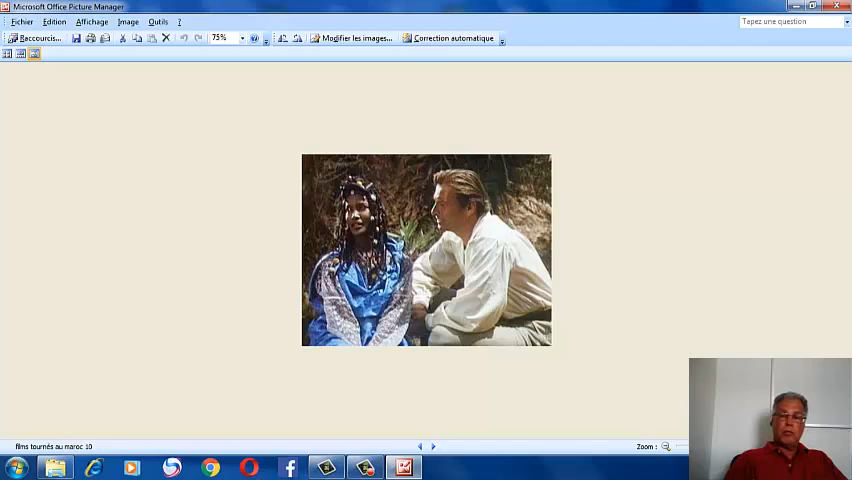 Microsoft Office Picture Manager
Fichier Edition Affichage Image Outils ?
Tapez une question
Raccourcis... 75% Modifier les images... Correction automatique
films tournés au maroc 10
Zoom :